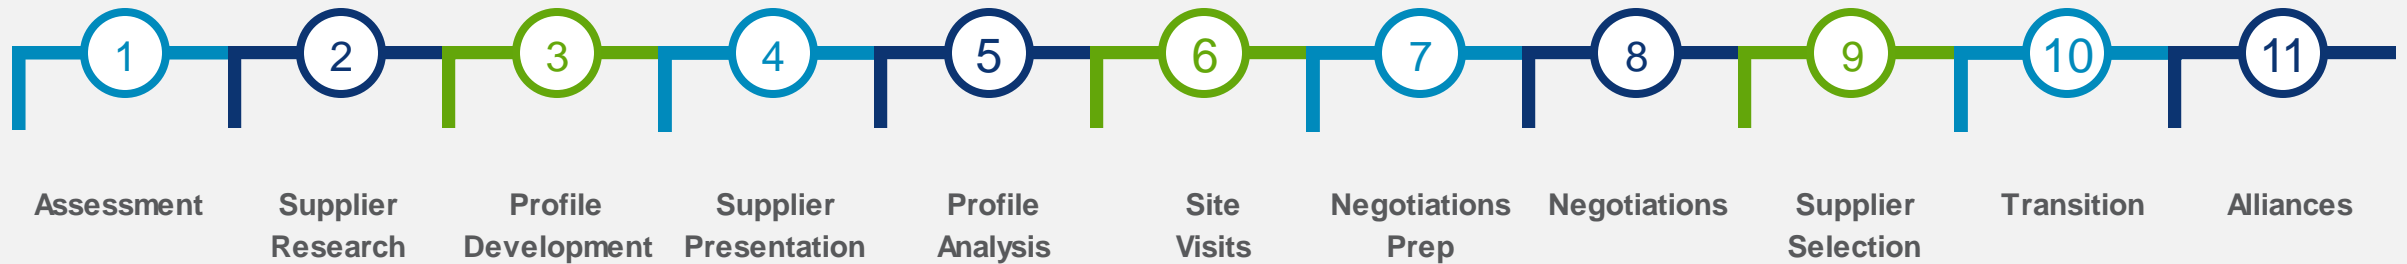 1 2 3 4 5 6 7 8 9 10 11
Assessment
Supplier
Research
Profile
Development
Supplier
Presentation
Profile
Analysis
Site
Visits
Negotiations
Prep
Negotiations
Supplier
Selection
Transition
Alliances